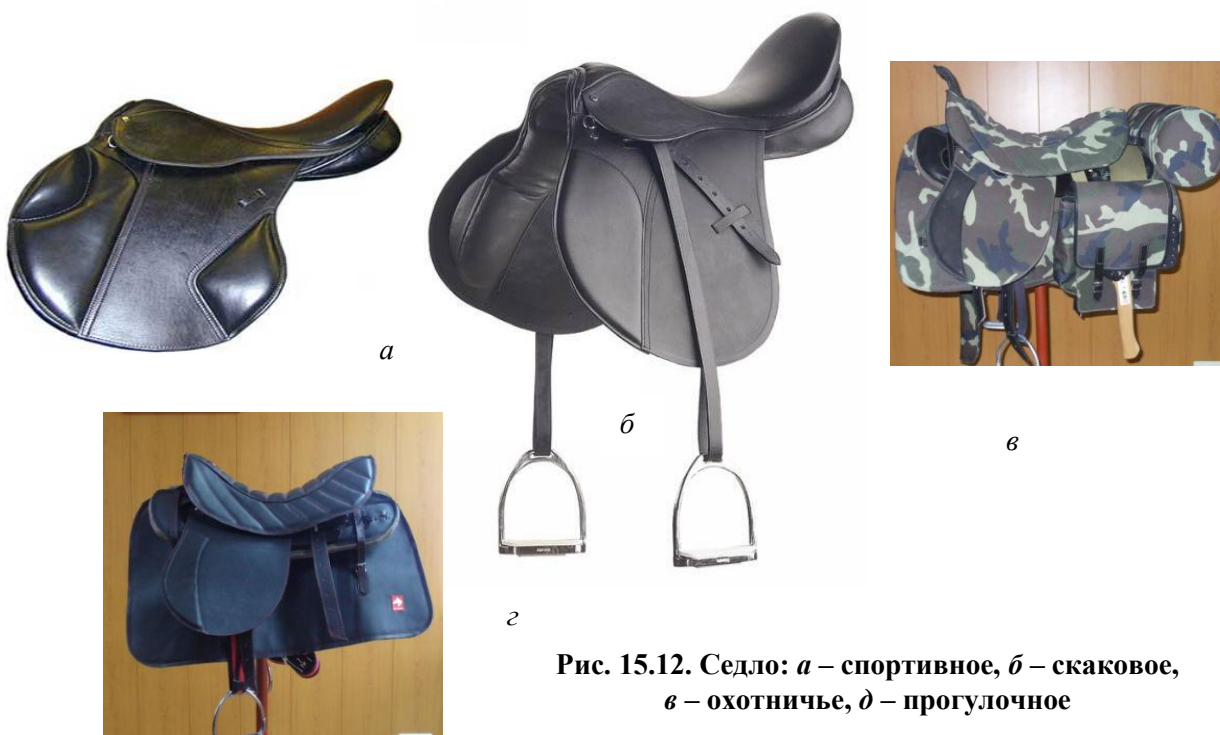 а
б
в
г
Рис. 15.12. Седло: а – спортивное, б – скаковое,
в – охотничье, д – прогулочное